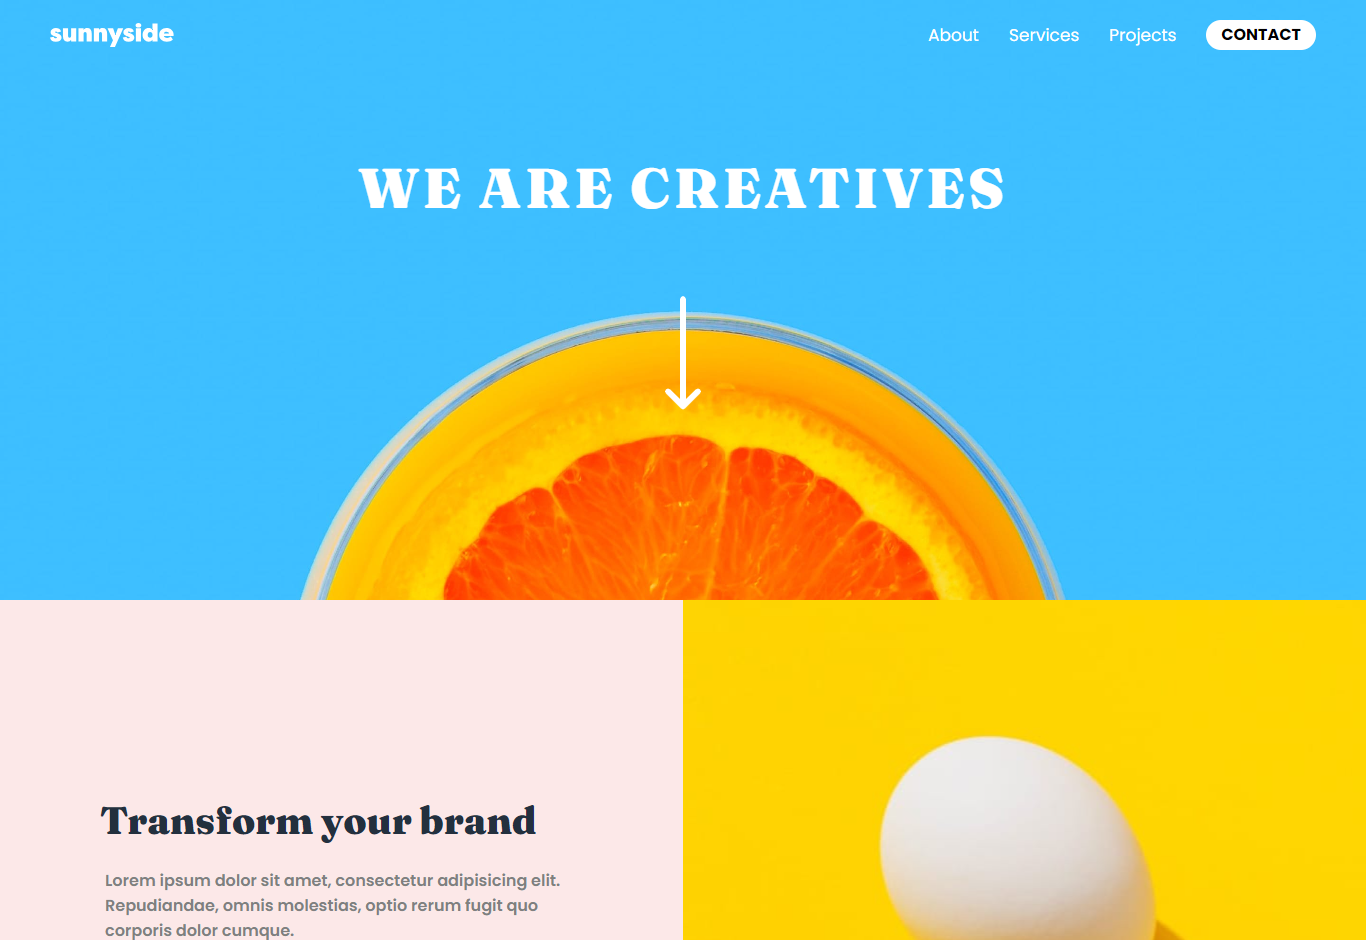 sunnyside
About Services Projects CONTACT
WE ARE CREATIVES
Transform your brand
Lorem ipsum dolor sit amet, consectetur adipisicing elit.
Repudiandae, omnis molestias, optio rerum fugit quo
corporis dolor cumque.